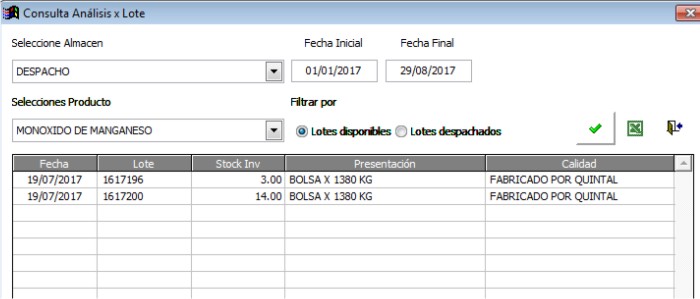 Consulta Análisis x Lote
Seleccione Almacen
Fecha Inicial
Fecha Final
DESPACHO
01/01/2017
29/08/2017
Selecciones Producto
Filtrar por
MONOXIDO DE MANGANESO
Lotes disponibles
Lotes despachados
Fecha Lote Stock Inv Presentación Calidad
19/07/2017 1617196 3.00 BOLSA X 1380 KG FABRICADO POR QUINTAL
19/07/2017 1617200 14.00 BOLSA X 1380 KG FABRICADO POR QUINTAL